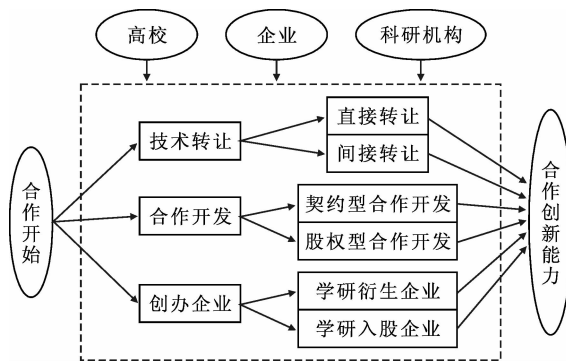 高校
企业
科研机构
合作开始
技术转让
直接转让
间接转让
合作开发
契约型合作开发
股权型合作开发
创办企业
学研衍生企业
学研入股企业
合作创新能力